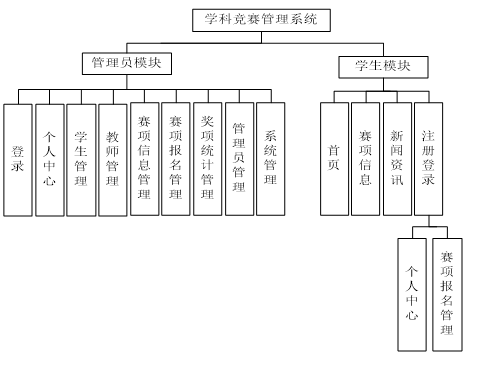 学科竞赛管理系统
管理员模块
学生模块
登录
个人中心
学生管理
教师管理
赛项信息管理
赛项报名管理
奖项统计管理
管理员管理
系统管理
首页
赛项信息
新闻资讯
注册登录
个人中心
赛项报名管理